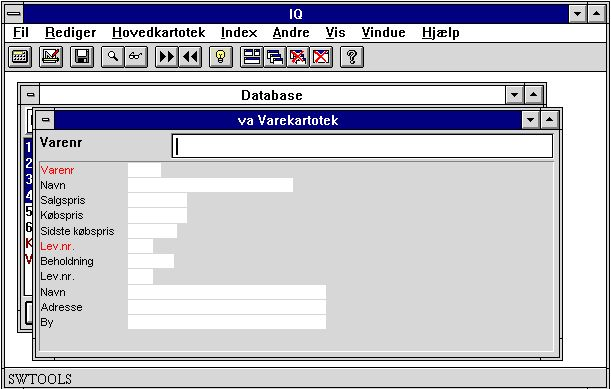 IQ
Fil Rediger Hovedkartotek Index Andre Vis Vindue Hjælp
Database
va Varekartotek
Varenr
1
2
3
4
5
6
K
V
Varenr
Navn
Salgspris
Købspris
Sidste købspris
Lev.nr.
Beholdning
Lev.nr.
Navn
Adresse
By
SWTOOLS